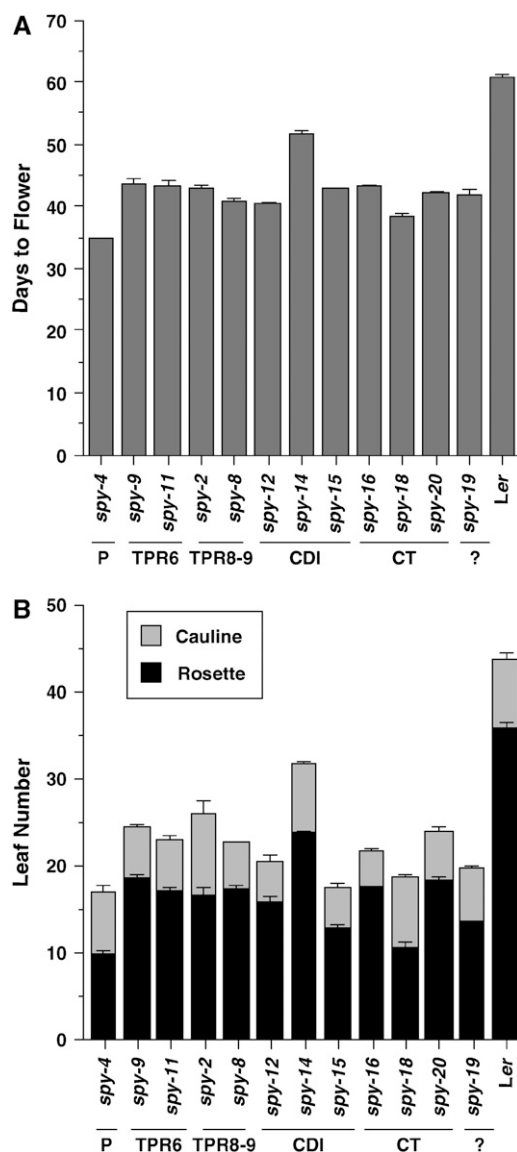 A
Days to Flower
70
60
50
40
30
20
10
0
spy-4 spy-9 spy-11 spy-2 spy-8 spy-12 spy-14 spy-15 spy-16 spy-18 spy-20 spy-19 Ler
P TPR6 TPR8-9 CDI CT ?
B
Leaf Number
50
40
30
20
10
0
Cauline
Rosette
spy-4 spy-9 spy-11 spy-2 spy-8 spy-12 spy-14 spy-15 spy-16 spy-18 spy-20 spy-19 Ler
P TPR6 TPR8-9 CDI CT ?